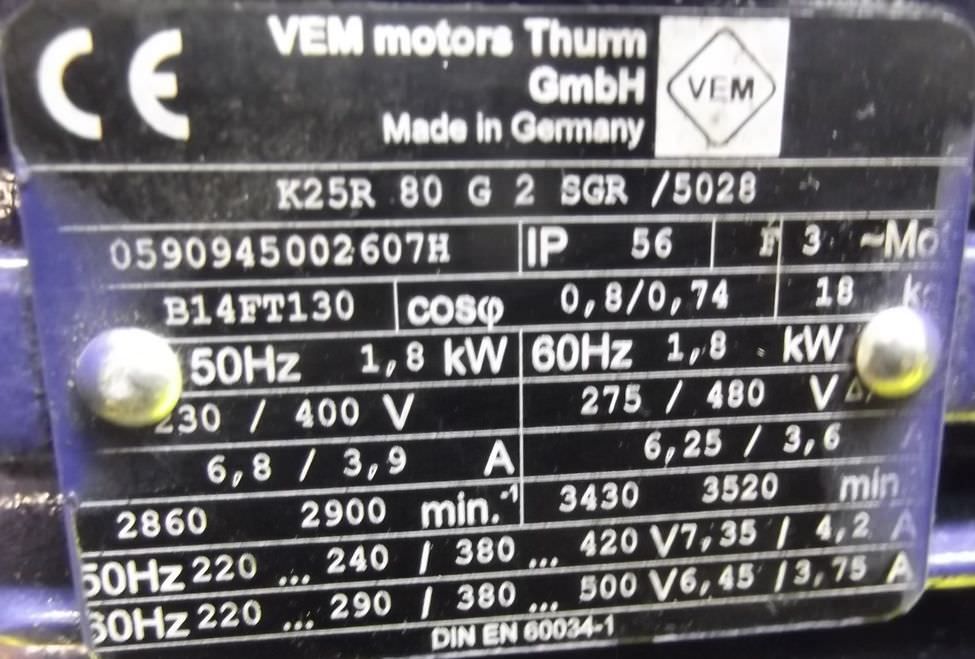 CE VEM motors Thurm
GmbH
Made in Germany
VEM
K25R 80 G 2 SGR /5028
0590945002607H IP 56 F 3 ~Mo
B14FT130 cosφ 0,8/0,74 18 k
50Hz 1,8 kW 60Hz 1,8 kW
230 / 400 V 275 / 480 V
6,8 / 3,9 A 6,25 / 3,6 A
2860 2900 min.-1 3430 3520 min
50Hz 220 ... 240 / 380 ... 420 V 7,35 / 4,2 A
60Hz 220 ... 290 / 380 ... 500 V 6,45 / 3,75 A
DIN EN 60034-1